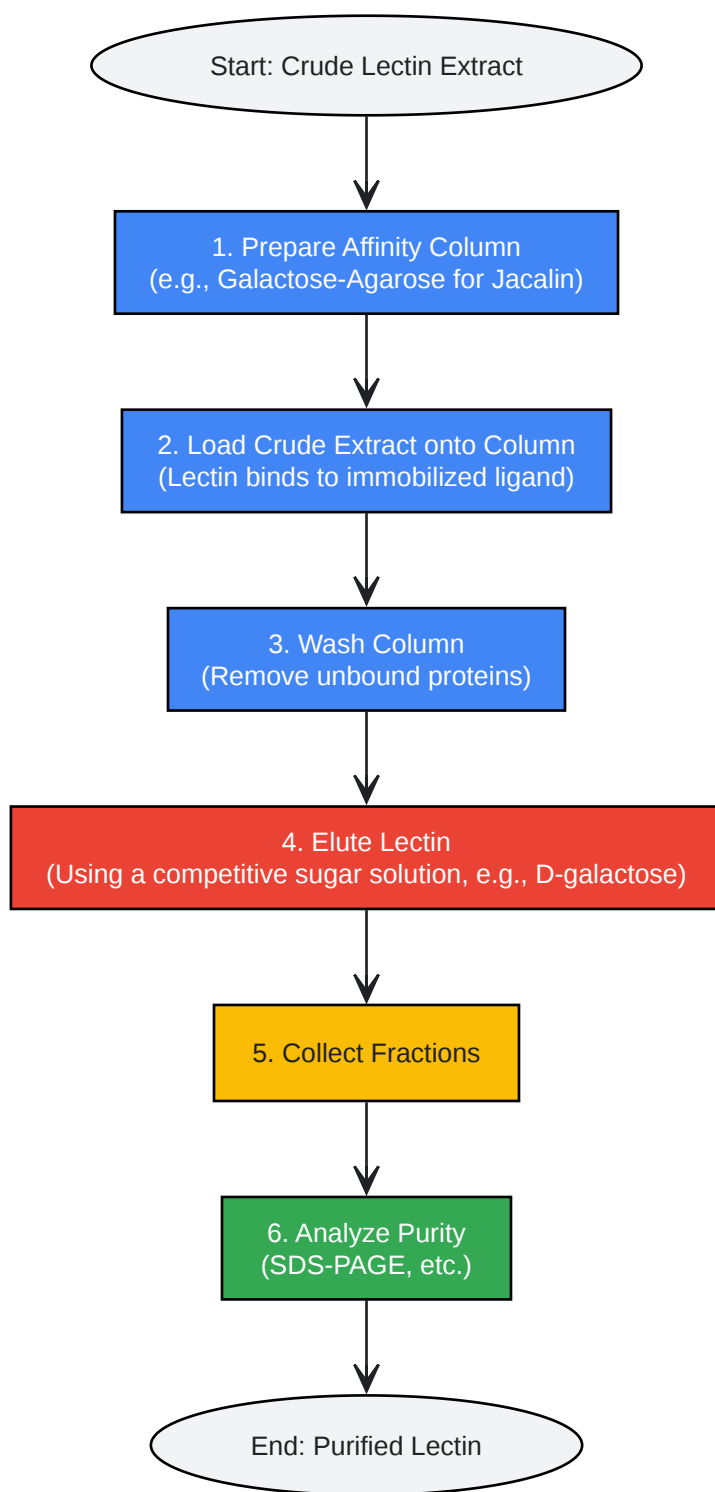 Start: Crude Lectin Extract
1. Prepare Affinity Column
(e.g., Galactose-Agarose for Jacalin)
2. Load Crude Extract onto Column
(Lectin binds to immobilized ligand)
3. Wash Column
(Remove unbound proteins)
4. Elute Lectin
(Using a competitive sugar solution, e.g., D-galactose)
5. Collect Fractions
6. Analyze Purity
(SDS-PAGE, etc.)
End: Purified Lectin